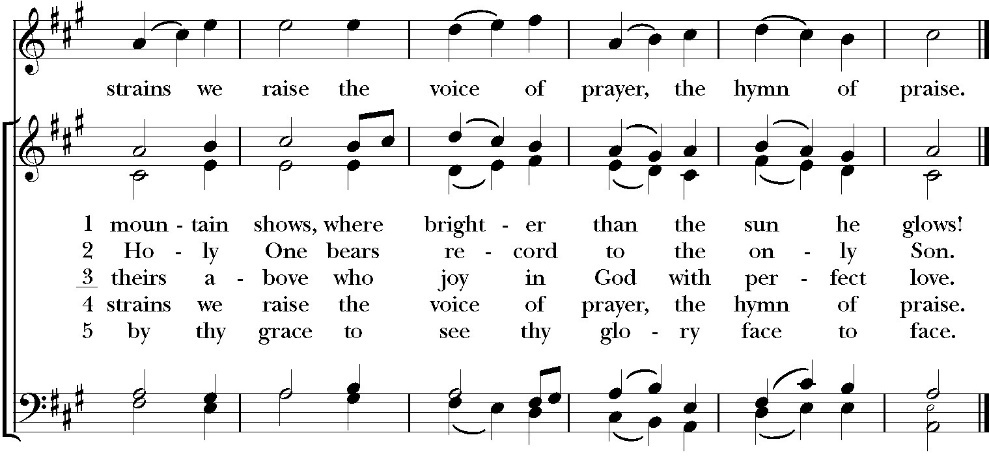 strains we raise the voice of prayer, the hymn of praise.
1 moun - tain shows, where bright - er than the sun he glows!
2 Ho - ly One bears re - cord to the on - ly Son.
3 theirs a - bove who joy in God with per - fect love.
4 strains we raise the voice of prayer, the hymn of praise.
5 by thy grace to see thy glo - ry face to face.